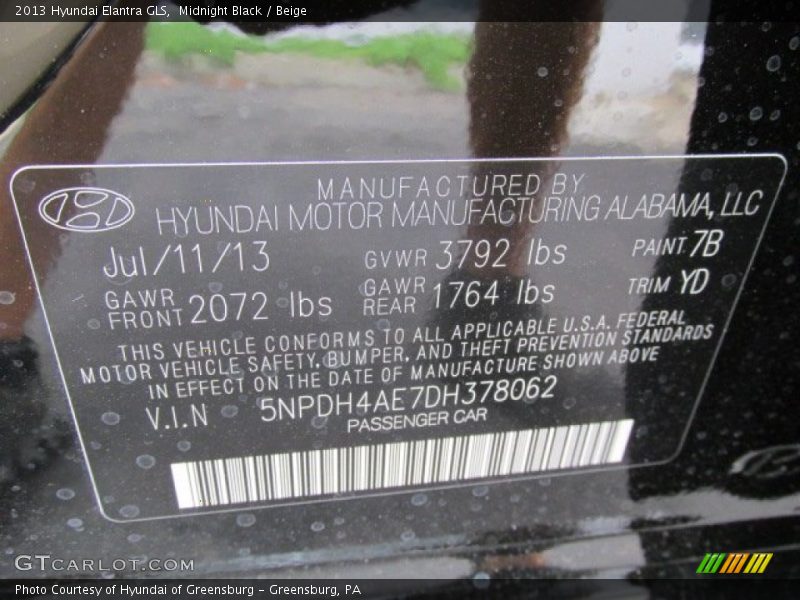 2013 Hyundai Elantra GLS, Midnight Black / Beige
MANUFACTURED BY
HYUNDAI MOTOR MANUFACTURING ALABAMA, LLC
Jul/11/13 GVWR 3792 lbs PAINT 7B
GAWR FRONT 2072 lbs GAWR REAR 1764 lbs TRIM YD
THIS VEHICLE CONFORMS TO ALL APPLICABLE U.S.A. FEDERAL
MOTOR VEHICLE SAFETY, BUMPER, AND THEFT PREVENTION STANDARDS
IN EFFECT ON THE DATE OF MANUFACTURE SHOWN ABOVE
V.I.N 5NPDH4AE7DH378062
PASSENGER CAR
GTCARLOT.COM
Photo Courtesy of Hyundai of Greensburg - Greensburg, PA